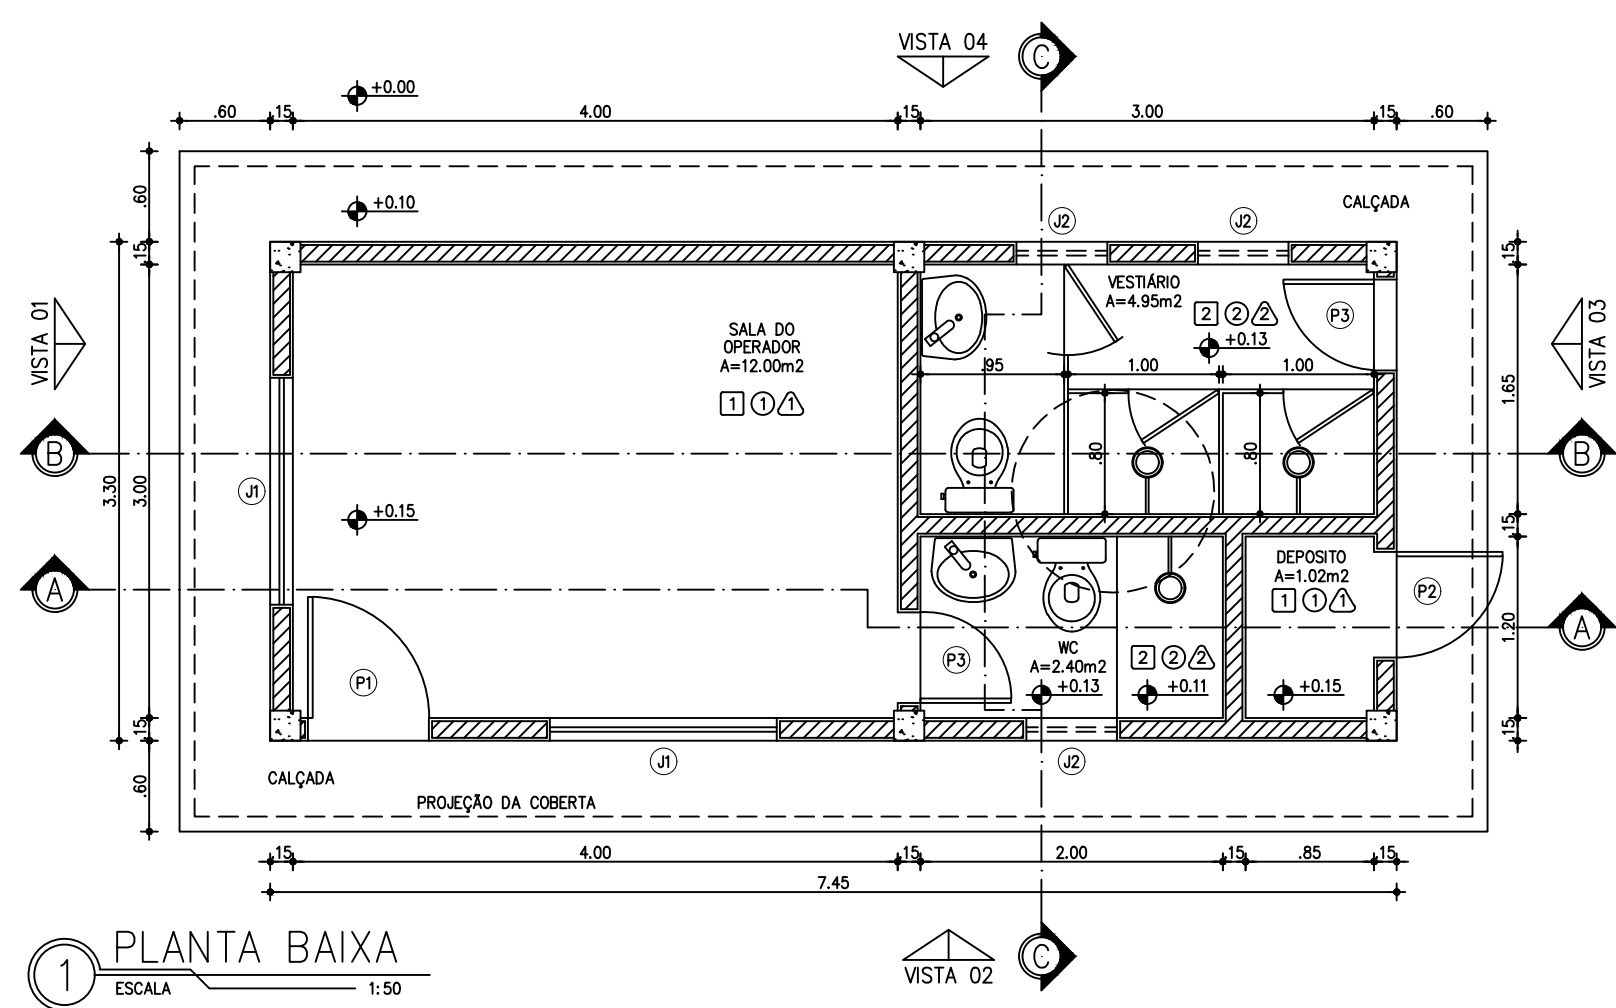 VISTA 04
C
+0.00
.60
15
4.00
15
3.00
15
.60
.60
+0.10
CALÇADA
J2
J2
15
15
VESTIÁRIO
A=4.95m2
2 2 2
+0.13
P3
VISTA 01
VISTA 03
SALA DO
OPERADOR
A=12.00m2
1 1 1
.95
1.00
1.00
1.65
.80
.80
B
B
3.30
3.00
J1
+0.15
15
DEPOSITO
A=1.02m2
1 1 1
A
P2
1.20
A
WC
A=2.40m2
+0.13
P3
2 2 2
+0.11
+0.15
P1
15
15
J1
J2
CALÇADA
.60
PROJEÇÃO DA COBERTA
15
4.00
15
2.00
15
.85
15
7.45
PLANTA BAIXA
1
ESCALA
1:50
C
VISTA 02